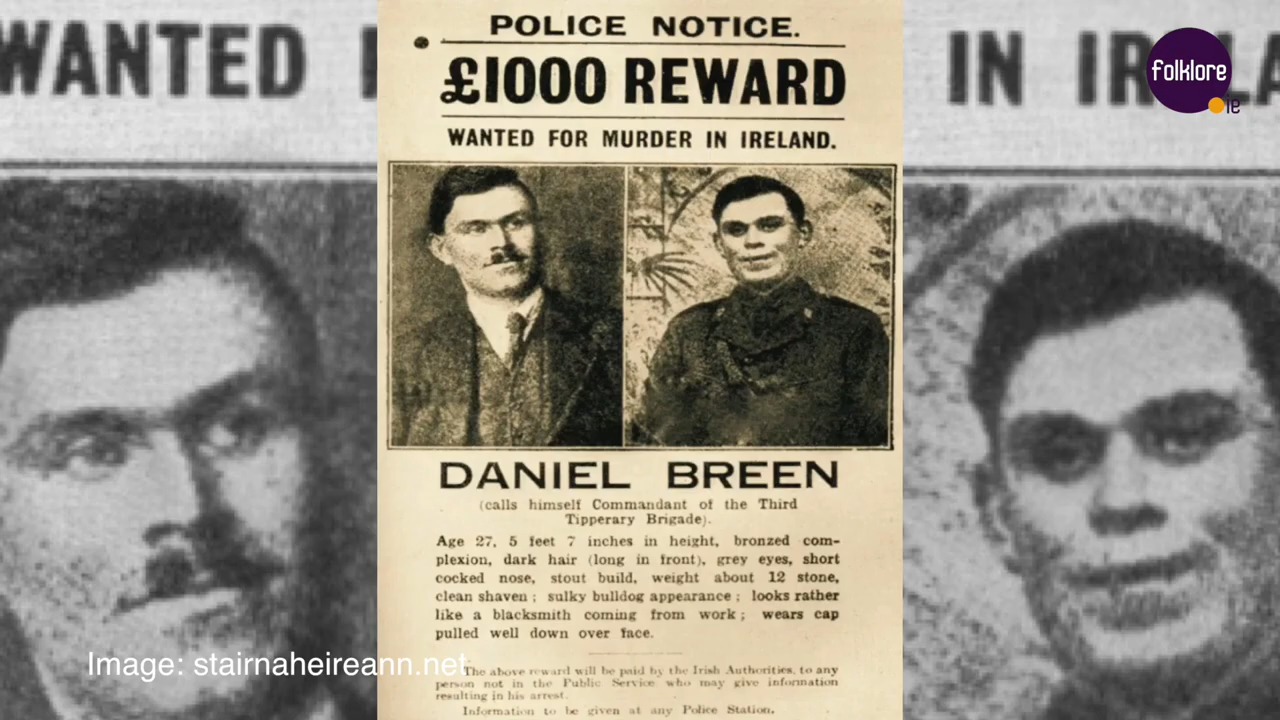 WANTED
IN IRELA
folklore
.ie
POLICE NOTICE.
£1000 REWARD
WANTED FOR MURDER IN IRELAND.
DANIEL BREEN
(calls himself Commandant of the Third
Tipperary Brigade).
Age 27, 5 feet 7 inches in height, bronzed com-
plexion, dark hair (long in front), grey eyes, short
cocked nose, stout build, weight about 12 stone,
clean shaven ; sulky bulldog appearance ; looks rather
like a blacksmith coming from work ; wears cap
pulled well down over face.
The above reward will be paid by the Irish Authorities, to any
person not in the Public Service who may give information
resulting in his arrest.
Information to be given at any Police Station.
Image: stairnaheireann.net